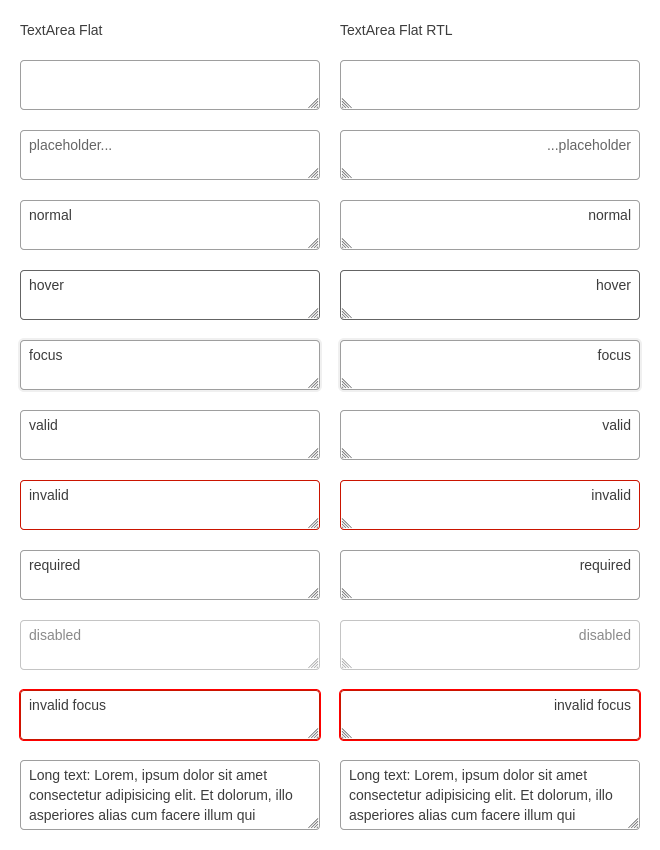 TextArea Flat
TextArea Flat RTL
placeholder...
...placeholder
normal
normal
hover
hover
focus
focus
valid
valid
invalid
invalid
required
required
disabled
disabled
invalid focus
invalid focus
Long text: Lorem, ipsum dolor sit amet
consectetur adipisicing elit. Et dolorum, illo
asperiores alias cum facere illum qui
Long text: Lorem, ipsum dolor sit amet
consectetur adipisicing elit. Et dolorum, illo
asperiores alias cum facere illum qui